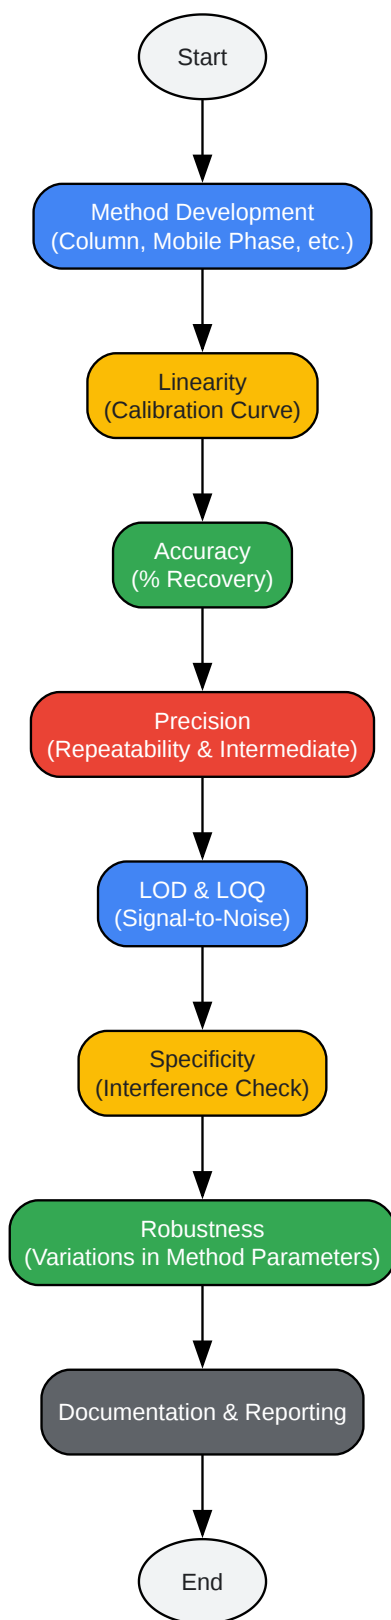 Start
Method Development
(Column, Mobile Phase, etc.)
Linearity
(Calibration Curve)
Accuracy
(% Recovery)
Precision
(Repeatability & Intermediate)
LOD & LOQ
(Signal-to-Noise)
Specificity
(Interference Check)
Robustness
(Variations in Method Parameters)
Documentation & Reporting
End